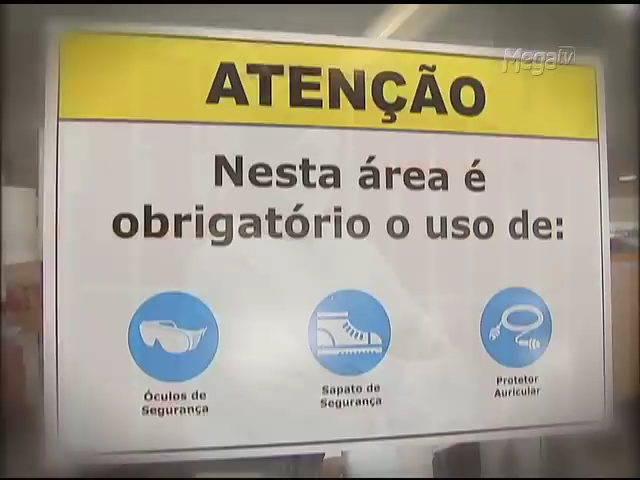 MegaTV
ATENÇÃO
Nesta área é
obrigatório o uso de:
Óculos de
Segurança
Sapato de
Segurança
Protetor
Auricular